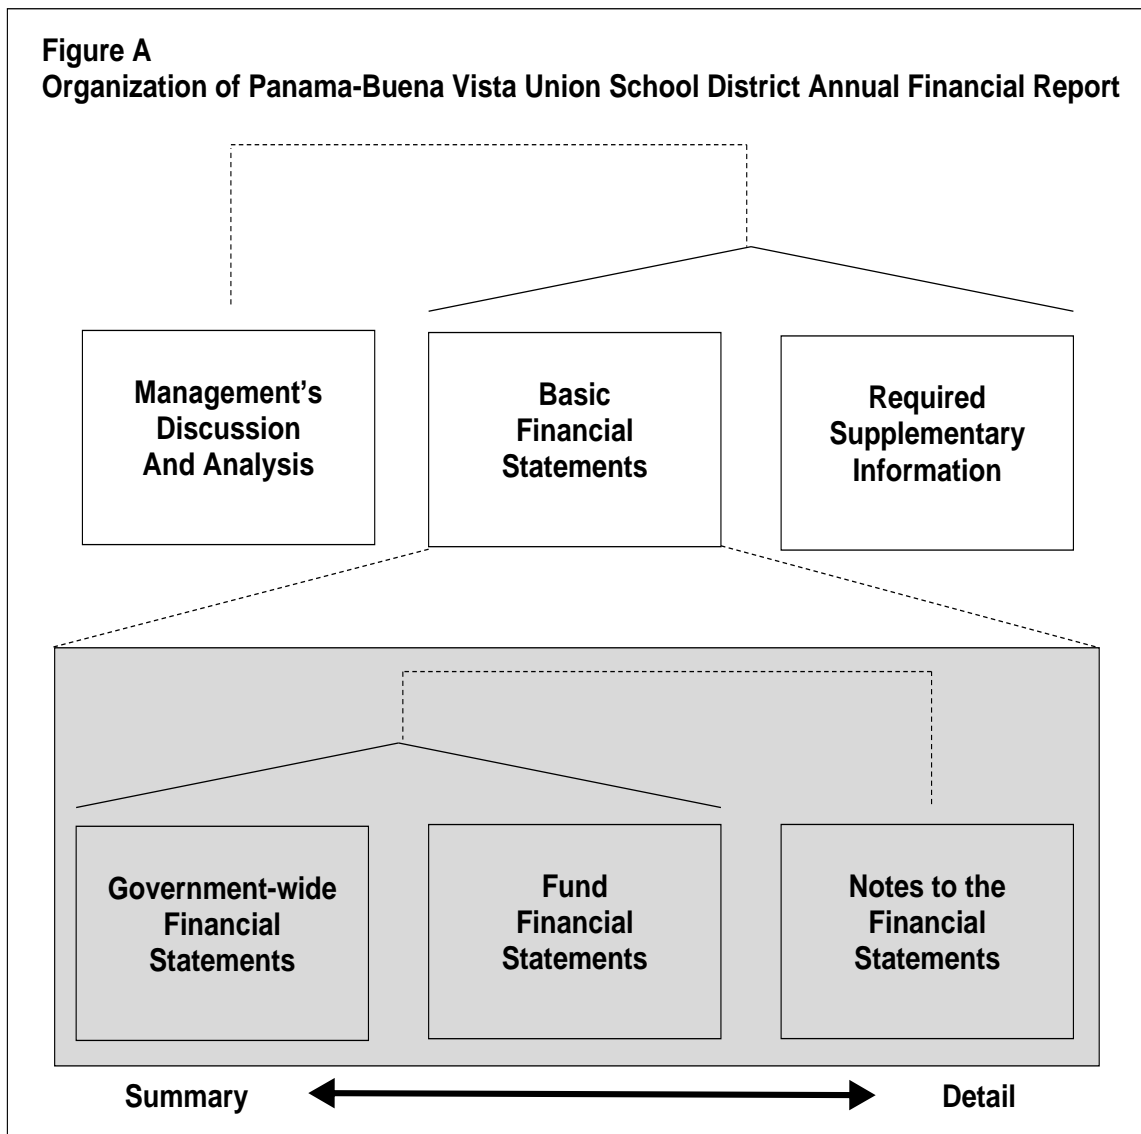 Figure A
Organization of Panama-Buena Vista Union School District Annual Financial Report
Management’s
Discussion
And Analysis
Basic
Financial
Statements
Required
Supplementary
Information
Government-wide
Financial
Statements
Fund
Financial
Statements
Notes to the
Financial
Statements
Summary
Detail